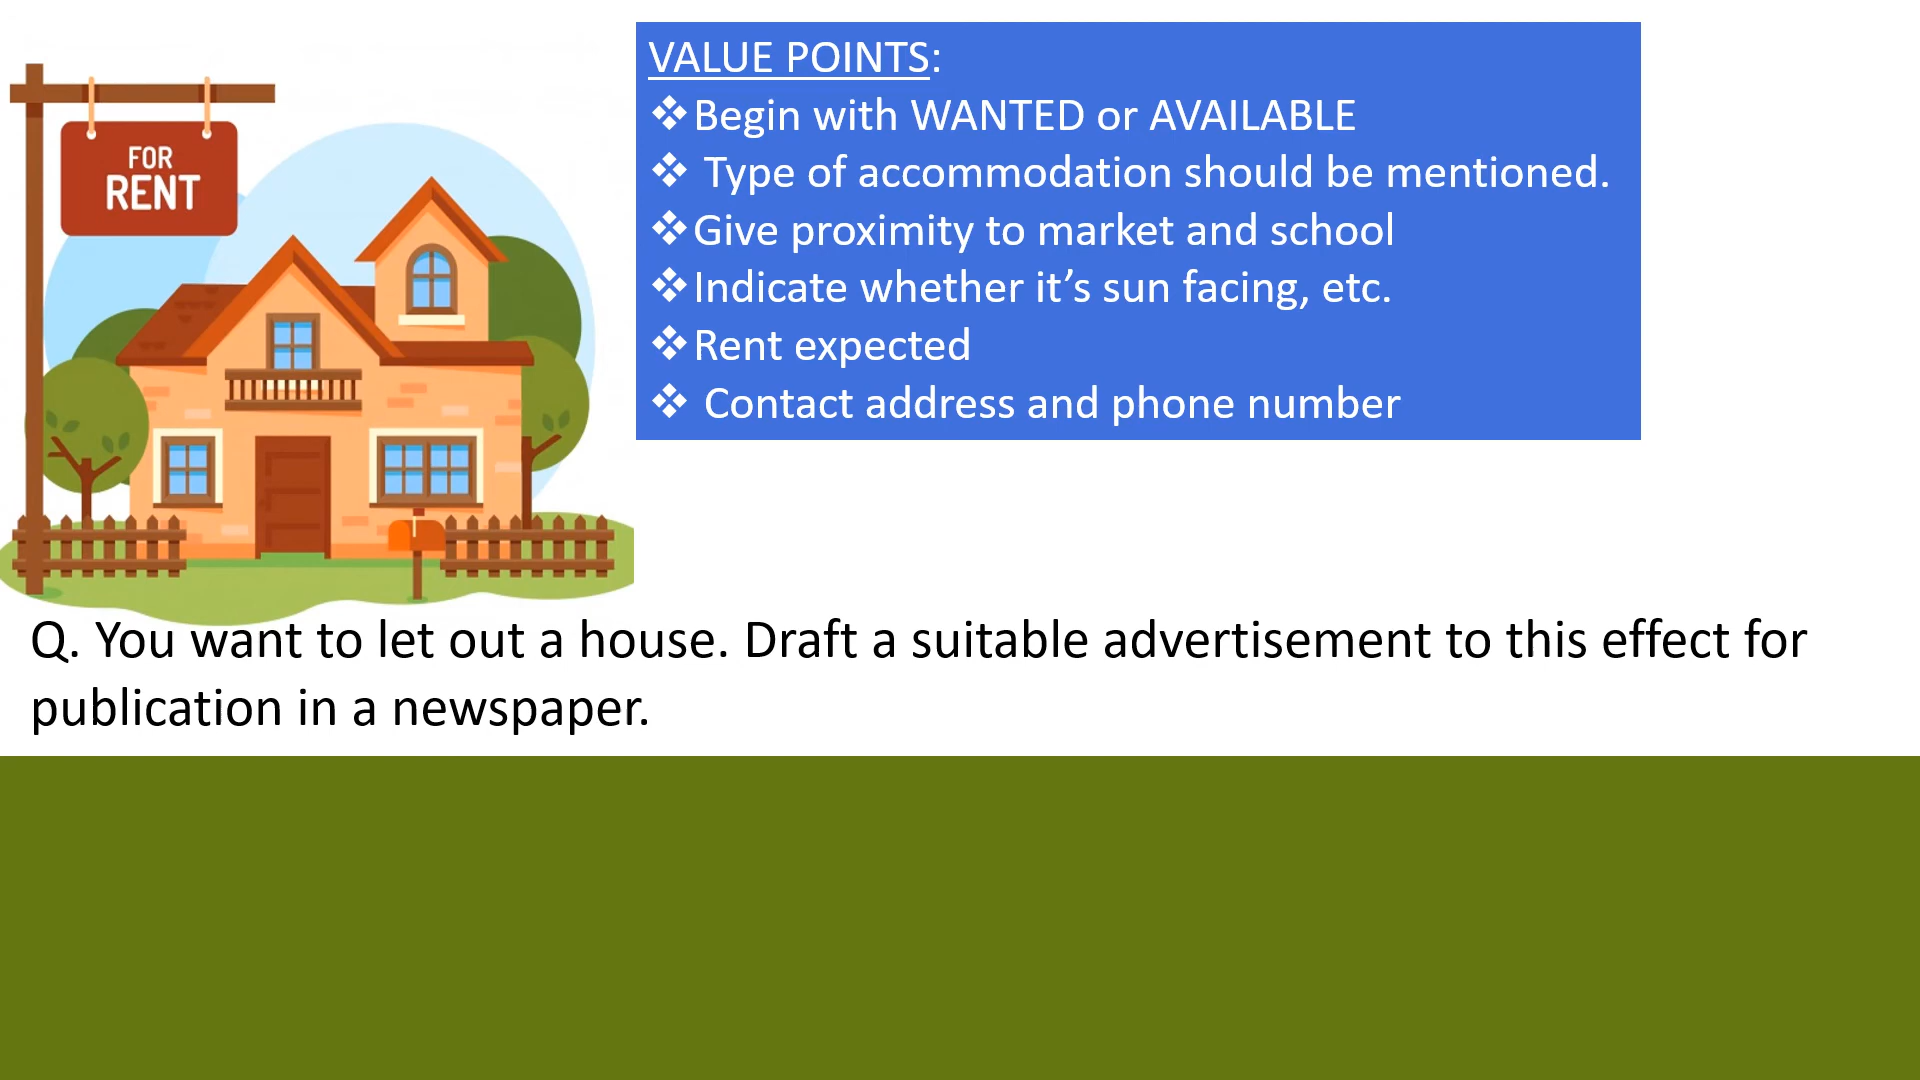 FOR
RENT
VALUE POINTS:
❖Begin with WANTED or AVAILABLE
❖ Type of accommodation should be mentioned.
❖Give proximity to market and school
❖Indicate whether it’s sun facing, etc.
❖Rent expected
❖ Contact address and phone number
Q. You want to let out a house. Draft a suitable advertisement to this effect for
publication in a newspaper.